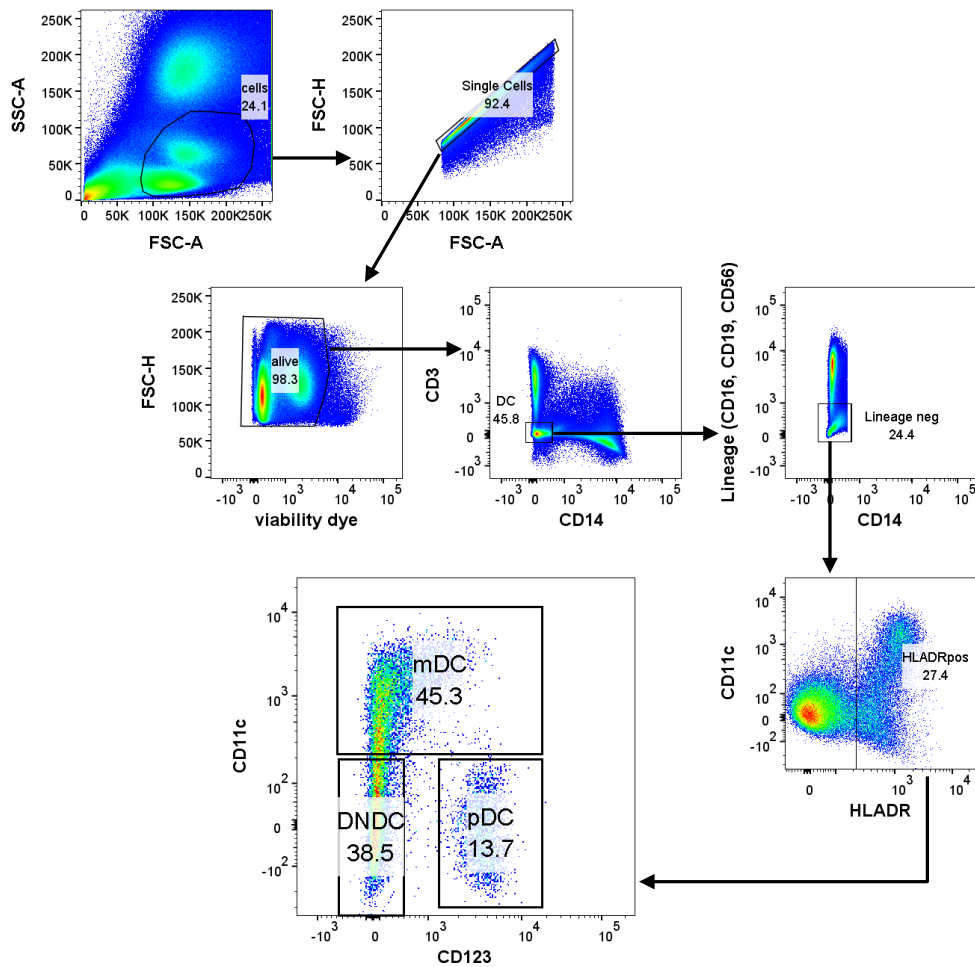 SSC-A
250K
200K
150K
100K
50K
0
cells
24.1
0 50K 100K 150K 200K 250K
FSC-A
FSC-H
250K
200K
150K
100K
50K
0
Single Cells
92.4
0 50K 100K 150K 200K 250K
FSC-A
FSC-H
250K
200K
150K
100K
50K
0
alive
98.3
-10³ 0 10³ 10⁴ 10⁵
viability dye
CD3
10⁵
10⁴
10³
0
-10³
DC
45.8
-10³ 0 10³ 10⁴ 10⁵
CD14
Lineage (CD16, CD19, CD56)
10⁵
10⁴
10³
0
-10³
Lineage neg
24.4
-10³ 0 10³ 10⁴ 10⁵
CD14
CD11c
10⁴
10³
10²
0
-10²
HLADRpos
27.4
0 10³ 10⁴
HLADR
CD11c
10⁴
10³
10²
0
-10²
mDC
45.3
DNDC
38.5
pDC
13.7
-10³ 0 10³ 10⁴ 10⁵
CD123